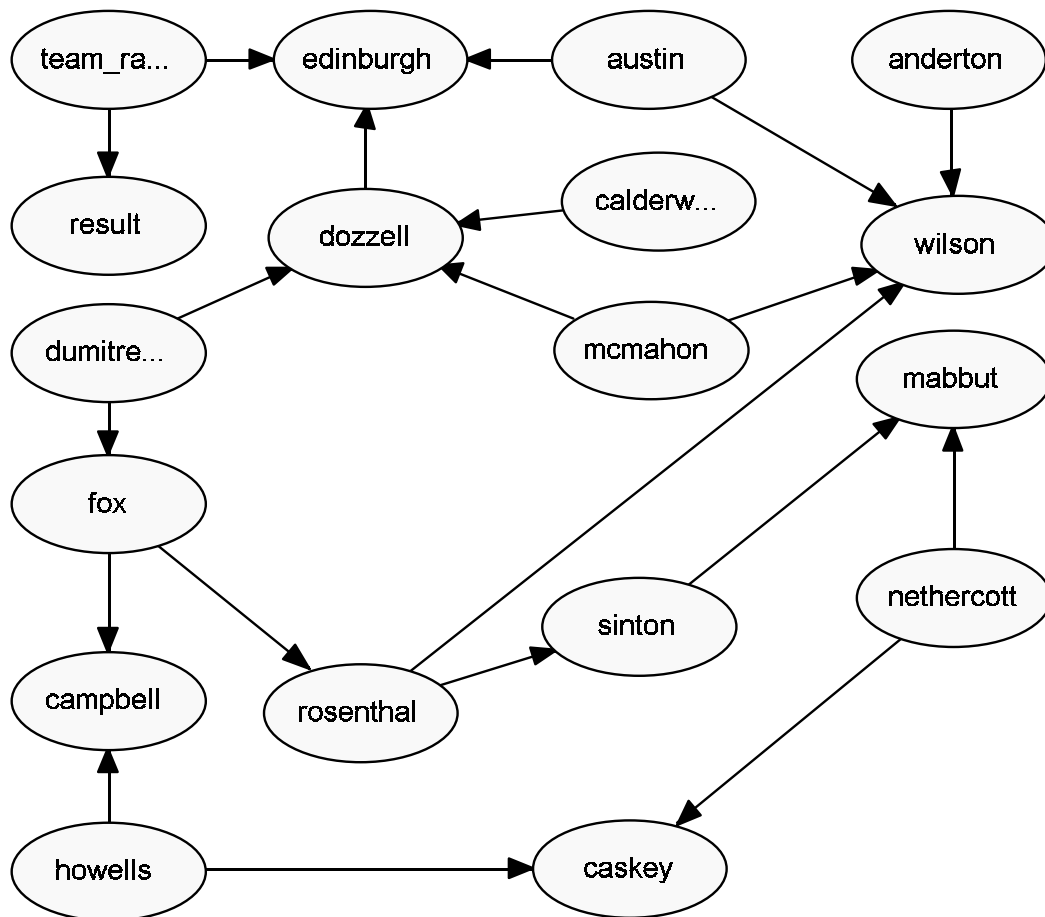 team_ra...
edinburgh
austin
anderton
result
dozzell
calderw...
wilson
dumitre...
mcmahon
mabbut
fox
sinton
nethercott
campbell
rosenthal
howells
caskey